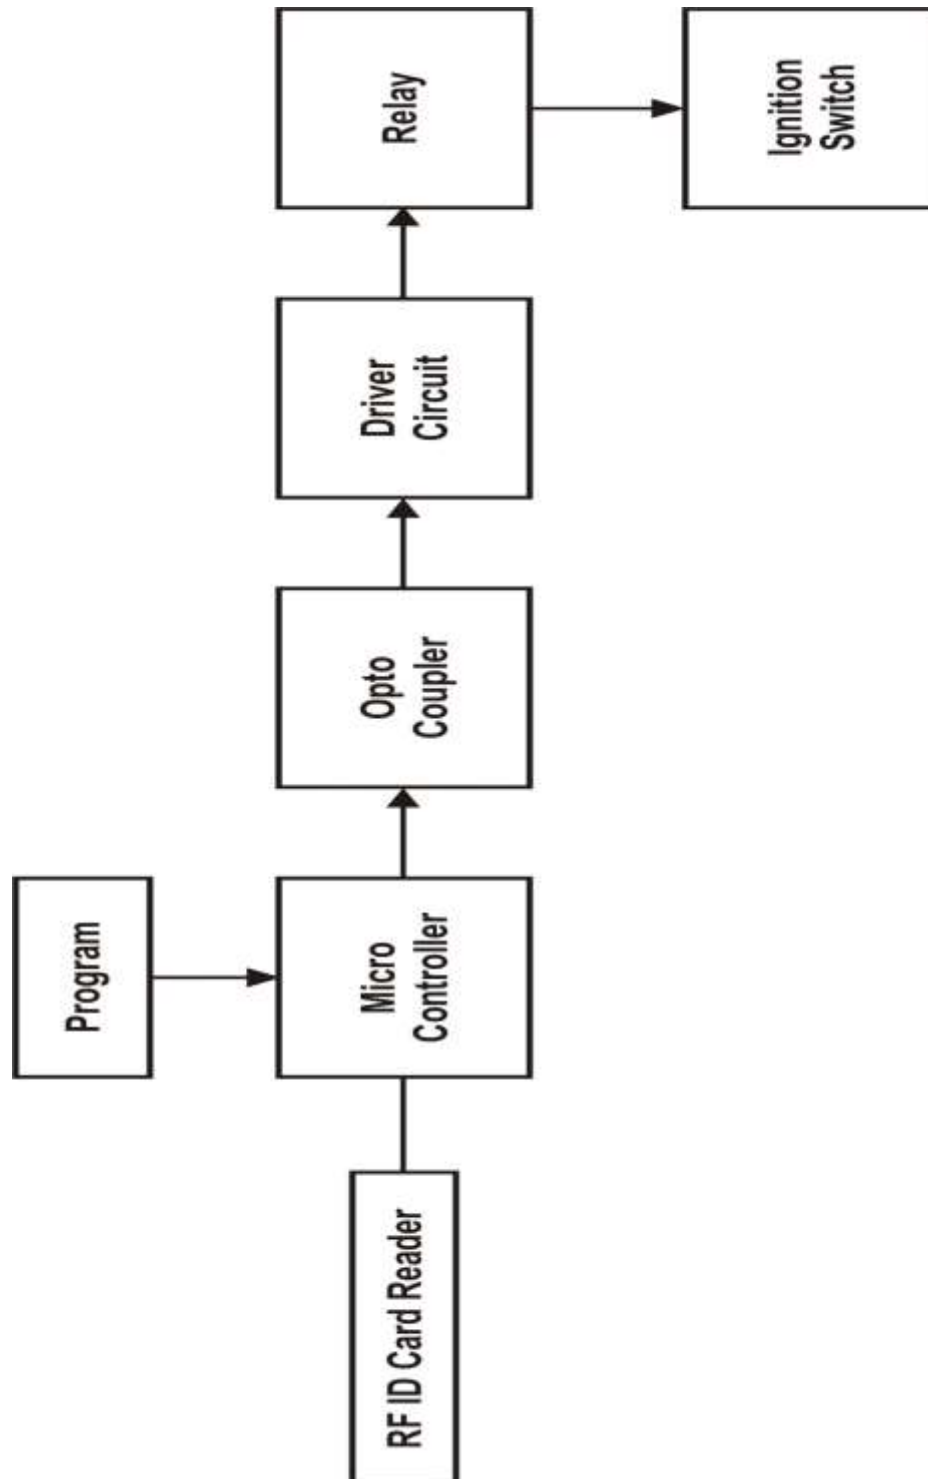 RF ID Card Reader
Program
Micro
Controller
Opto
Coupler
Driver
Circuit
Relay
Ignition
Switch